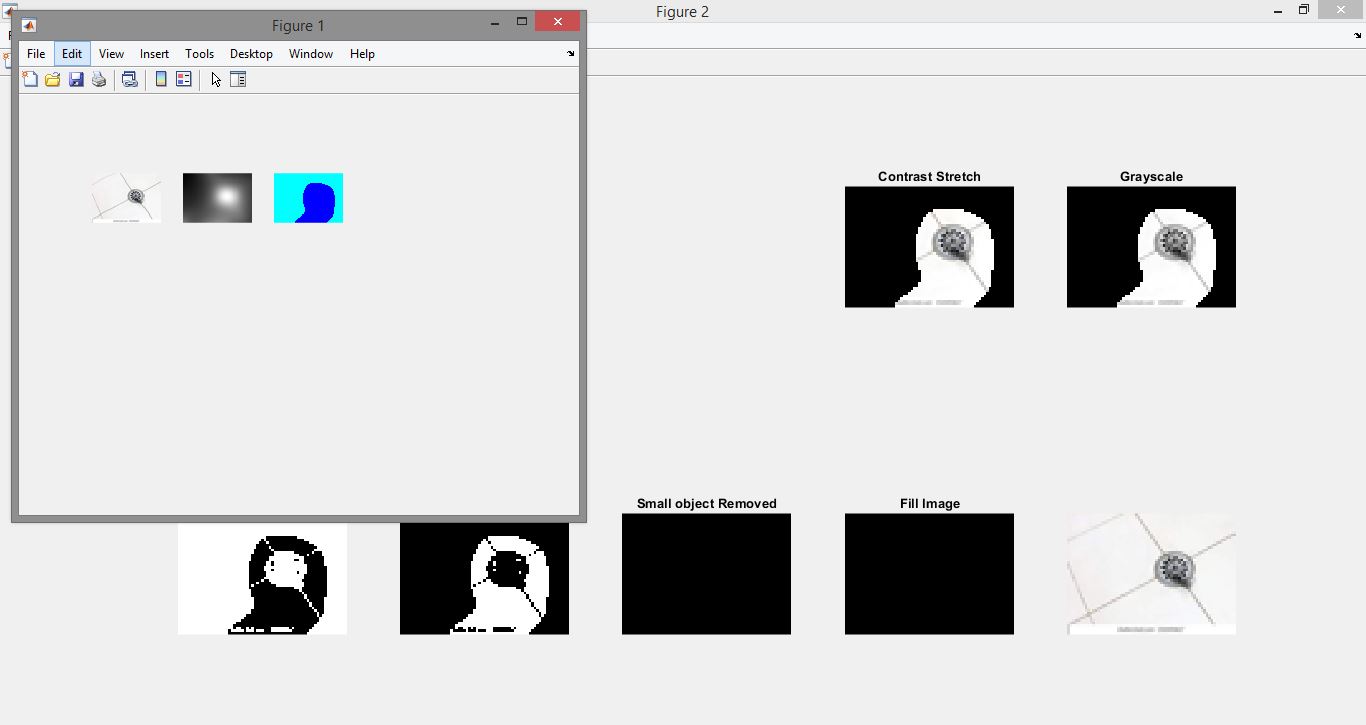 Figure 2
Figure 1
File Edit View Insert Tools Desktop Window Help
Contrast Stretch
Grayscale
Small object Removed
Fill Image